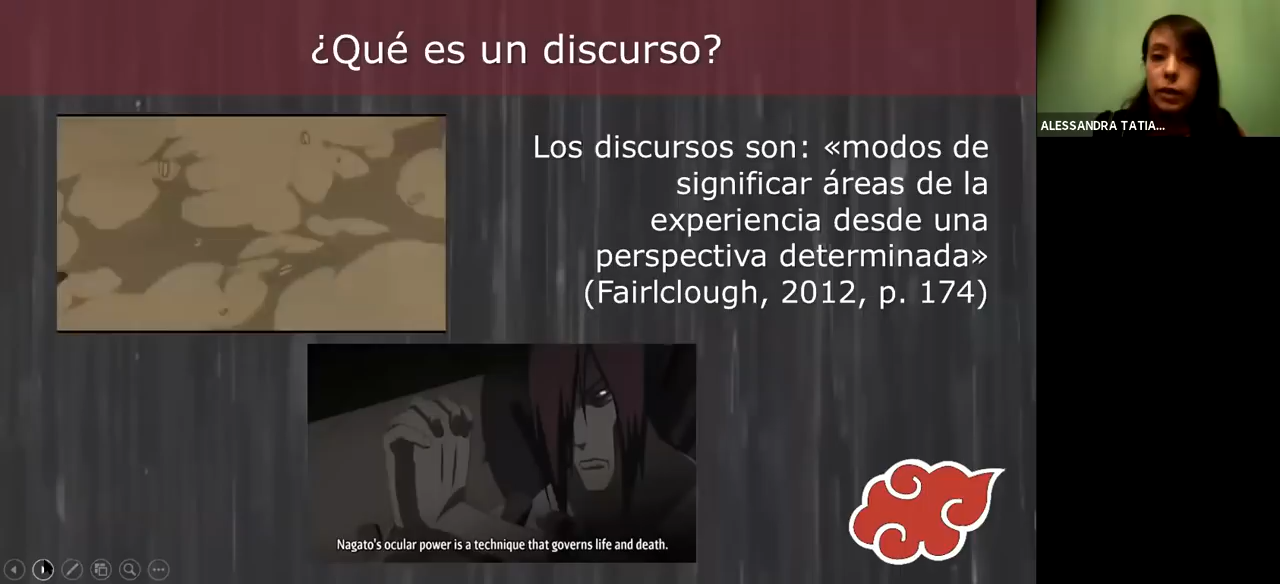 ¿Qué es un discurso?
ALESSANDRA TATIA...
Los discursos son: «modos de
significar áreas de la
experiencia desde una
perspectiva determinada»
(Fairlclough, 2012, p. 174)
Nagato's ocular power is a technique that governs life and death.